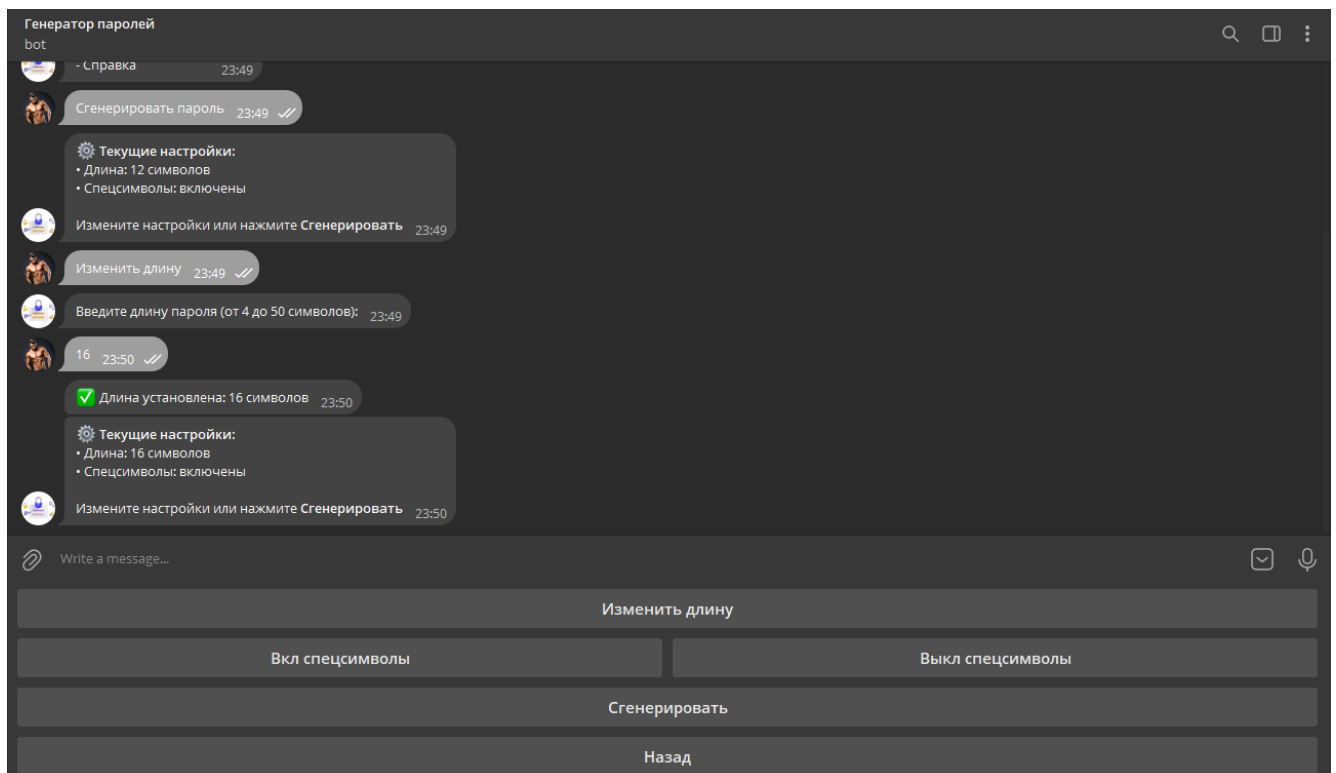 Генератор паролей
bot
- Справка 23:49
Сгенерировать пароль 23:49
Текущие настройки:
• Длина: 12 символов
• Спецсимволы: включены
Измените настройки или нажмите Сгенерировать 23:49
Изменить длину 23:49
Введите длину пароля (от 4 до 50 символов): 23:49
16 23:50
Длина установлена: 16 символов 23:50
Текущие настройки:
• Длина: 16 символов
• Спецсимволы: включены
Измените настройки или нажмите Сгенерировать 23:50
Write a message...
Изменить длину
Вкл спецсимволы Выкл спецсимволы
Сгенерировать
Назад